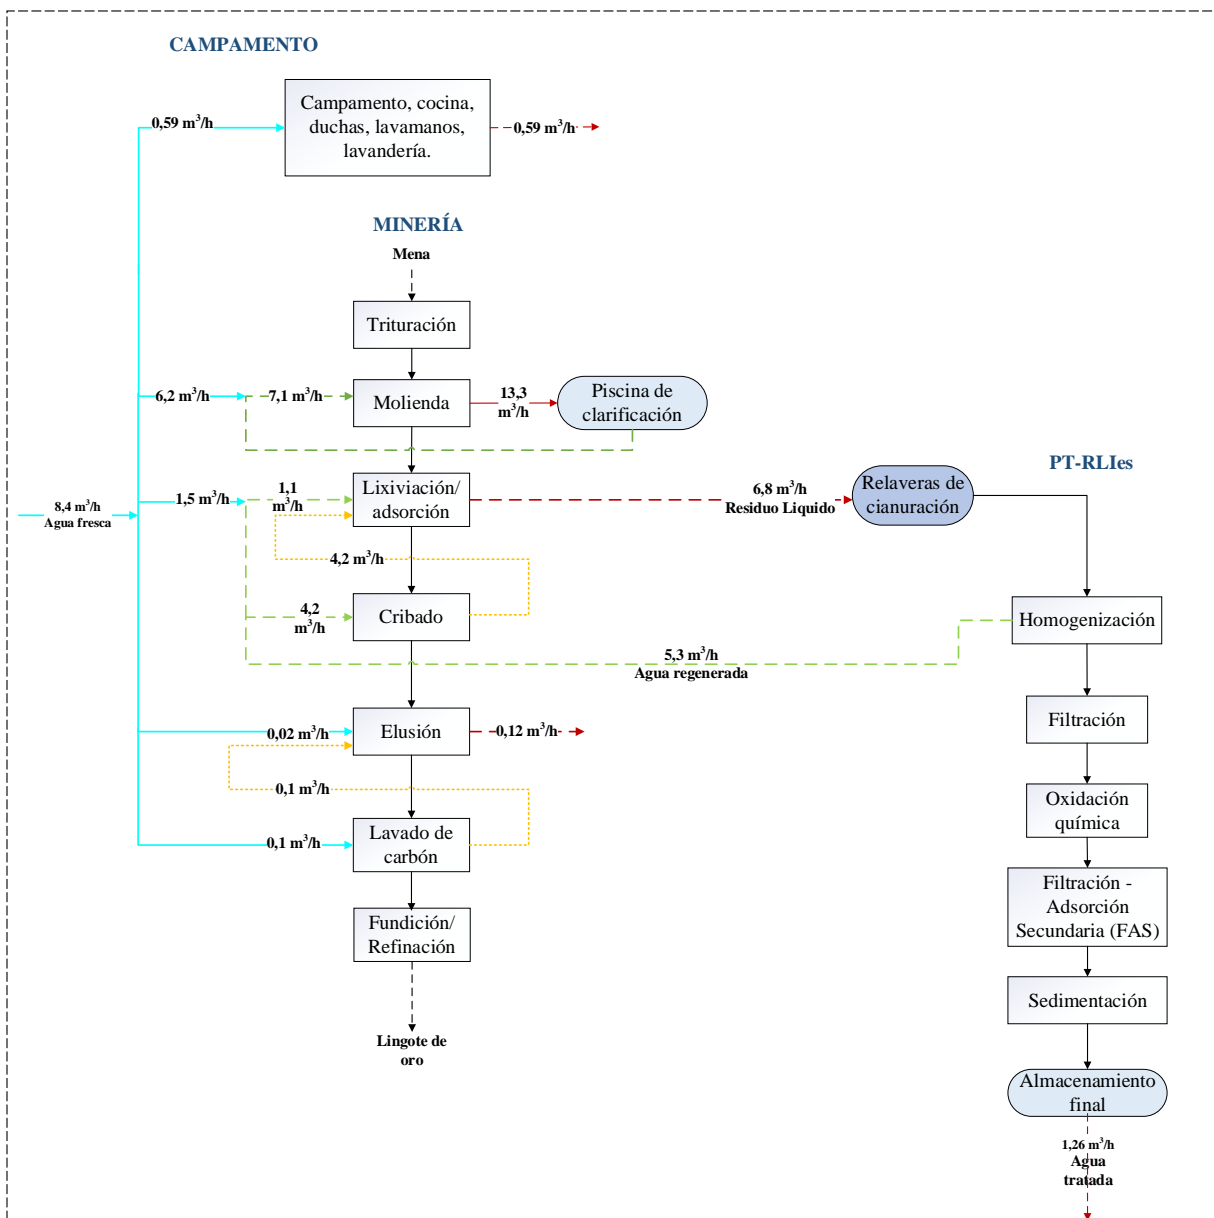 CAMPAMENTO
Campamento, cocina,
duchas, lavamanos,
lavandería.
0,59 m³/h
0,59 m³/h
MINERÍA
Mena
Trituración
6,2 m³/h
7,1 m³/h
Molienda
13,3
m³/h
Piscina de
clarificación
PT-RLIes
8,4 m³/h
Agua fresca
1,5 m³/h
1,1
m³/h
Lixiviación/
adsorción
6,8 m³/h
Residuo Liquido
Relaveras de
cianuración
4,2 m³/h
4,2
m³/h
Cribado
Homogenización
5,3 m³/h
Agua regenerada
0,02 m³/h
Elusión
0,12 m³/h
Filtración
0,1 m³/h
Oxidación
química
0,1 m³/h
Lavado de
carbón
Filtración -
Adsorción
Secundaria (FAS)
Fundición/
Refinación
Sedimentación
Lingote de
oro
Almacenamiento
final
1,26 m³/h
Agua
tratada